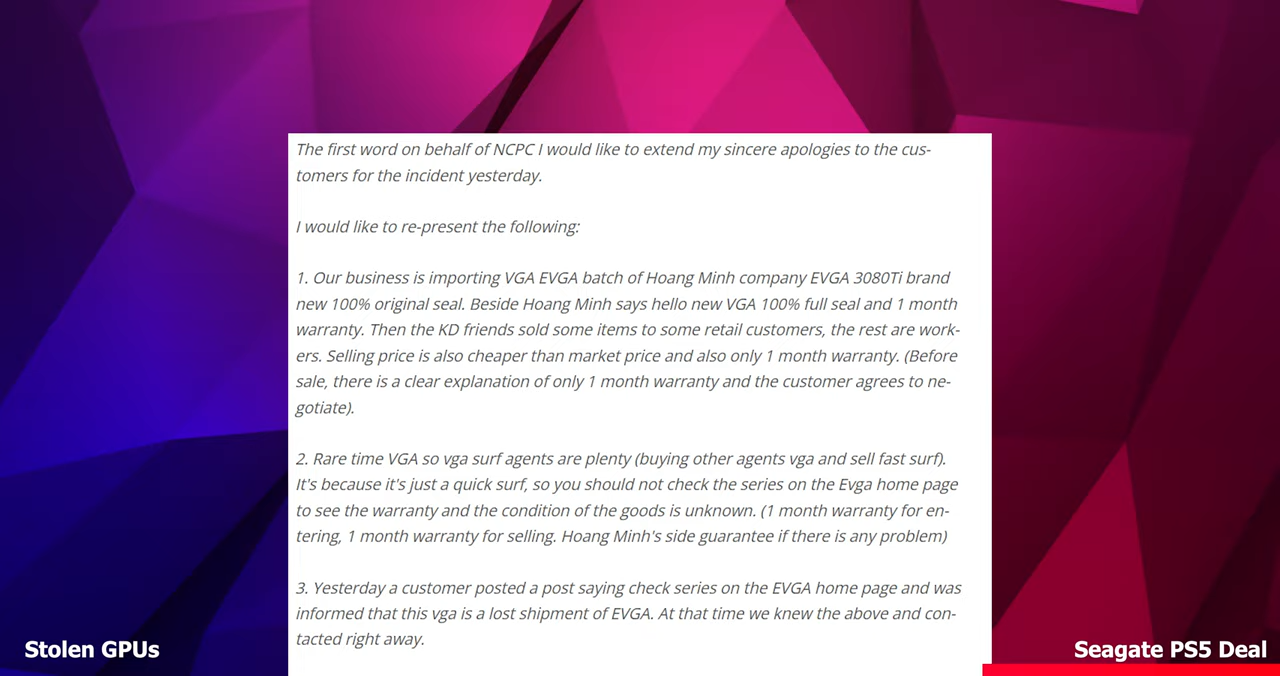 The first word on behalf of NCPC I would like to extend my sincere apologies to the cus-
tomers for the incident yesterday.
I would like to re-present the following:
1. Our business is importing VGA EVGA batch of Hoang Minh company EVGA 3080Ti brand
new 100% original seal. Beside Hoang Minh says hello new VGA 100% full seal and 1 month
warranty. Then the KD friends sold some items to some retail customers, the rest are work-
ers. Selling price is also cheaper than market price and also only 1 month warranty. (Before
sale, there is a clear explanation of only 1 month warranty and the customer agrees to ne-
gotiate).
2. Rare time VGA so vga surf agents are plenty (buying other agents vga and sell fast surf).
It's because it's just a quick surf, so you should not check the series on the Evga home page
to see the warranty and the condition of the goods is unknown. (1 month warranty for en-
tering, 1 month warranty for selling. Hoang Minh's side guarantee if there is any problem)
3. Yesterday a customer posted a post saying check series on the EVGA home page and was
informed that this vga is a lost shipment of EVGA. At that time we knew the above and con-
tacted right away.
Stolen GPUs
Seagate PS5 Deal